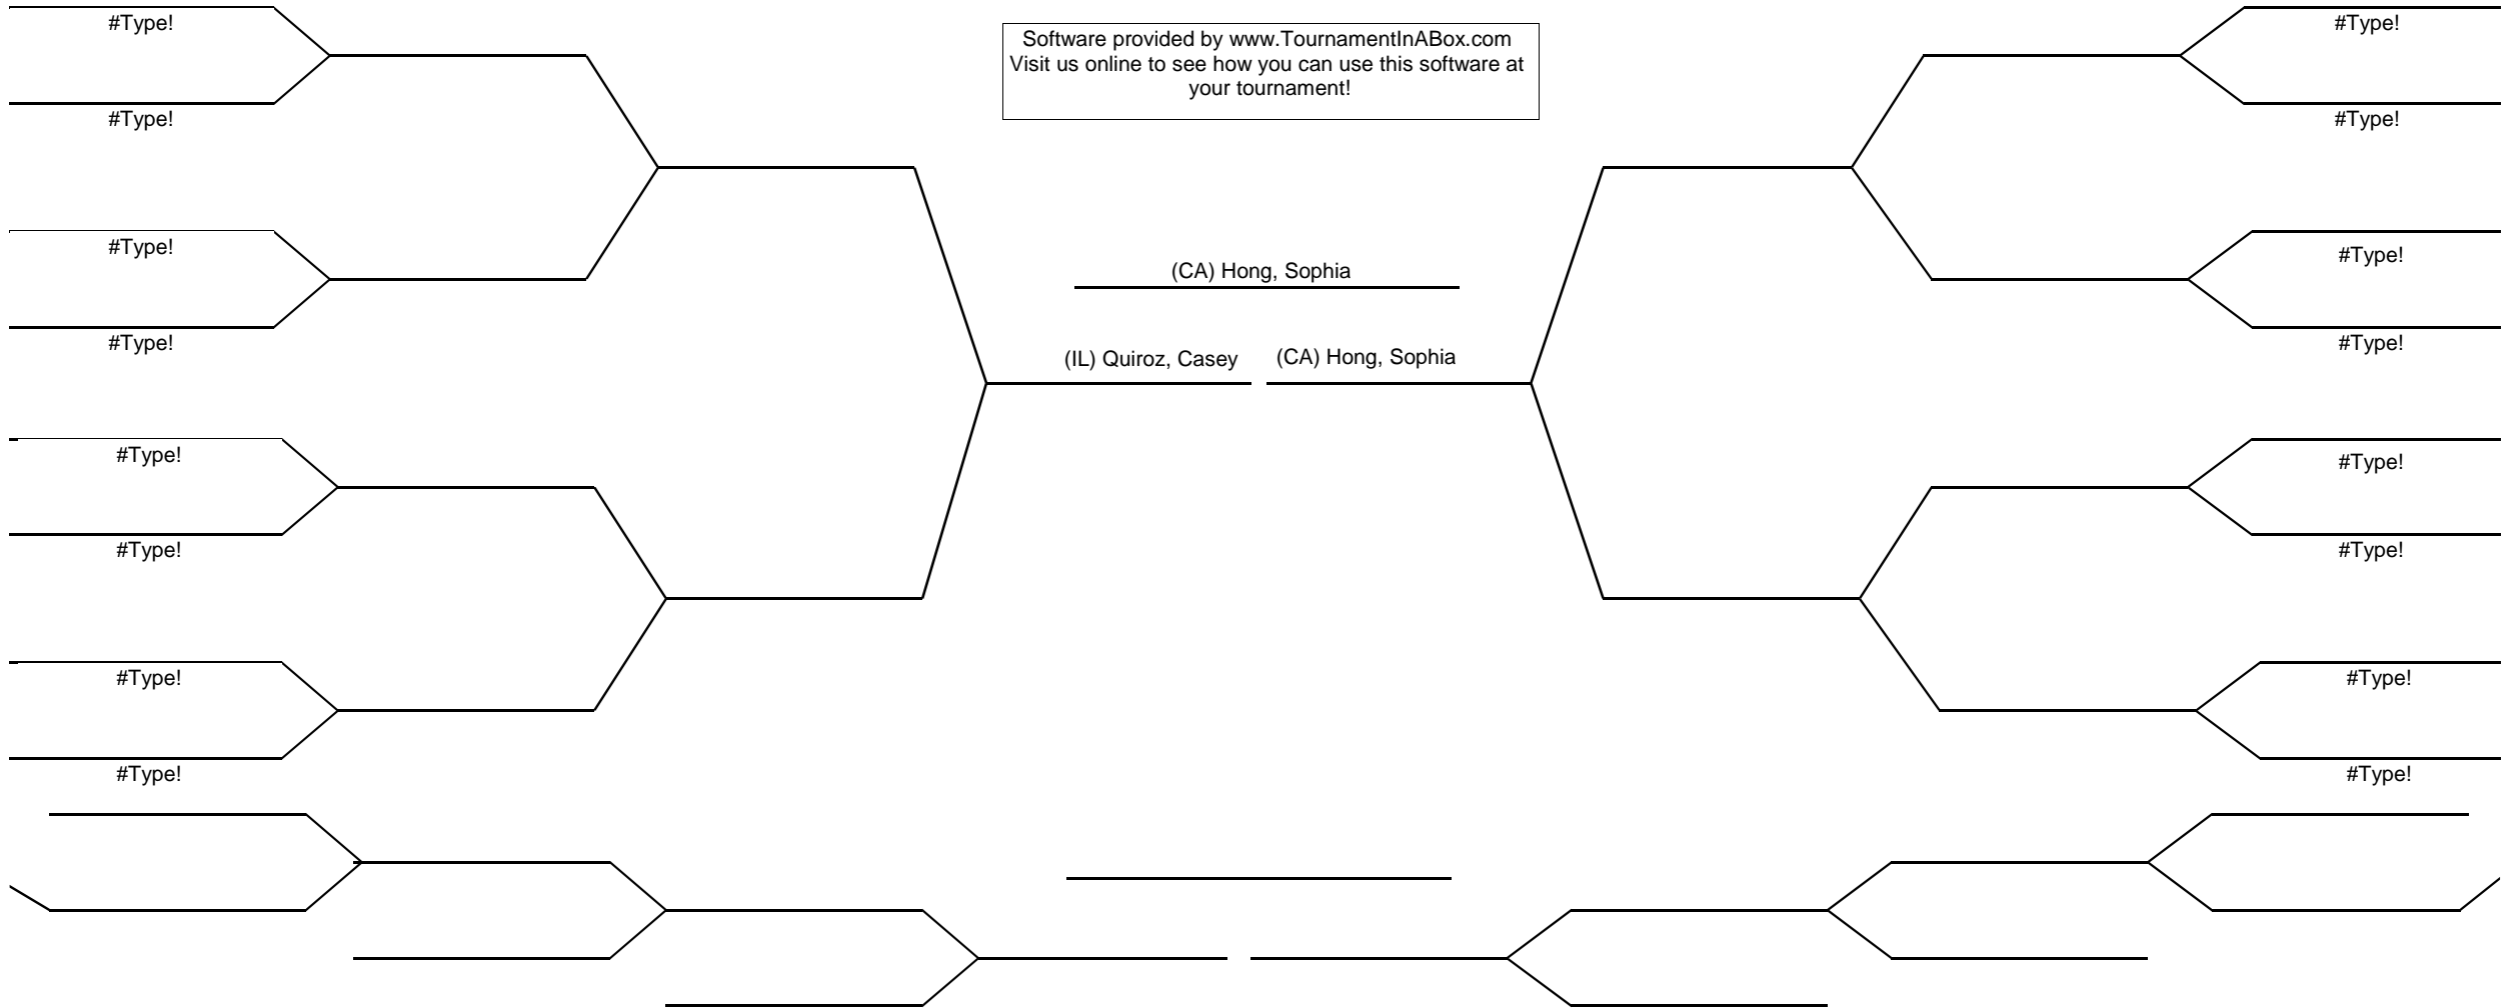 #Type!
#Type!
Software provided by www.TournamentInABox.com
Visit us online to see how you can use this software at
your tournament!
#Type!
#Type!
#Type!
#Type!
(CA) Hong, Sophia
#Type!
#Type!
(IL) Quiroz, Casey
(CA) Hong, Sophia
#Type!
#Type!
#Type!
#Type!
#Type!
#Type!
#Type!
#Type!